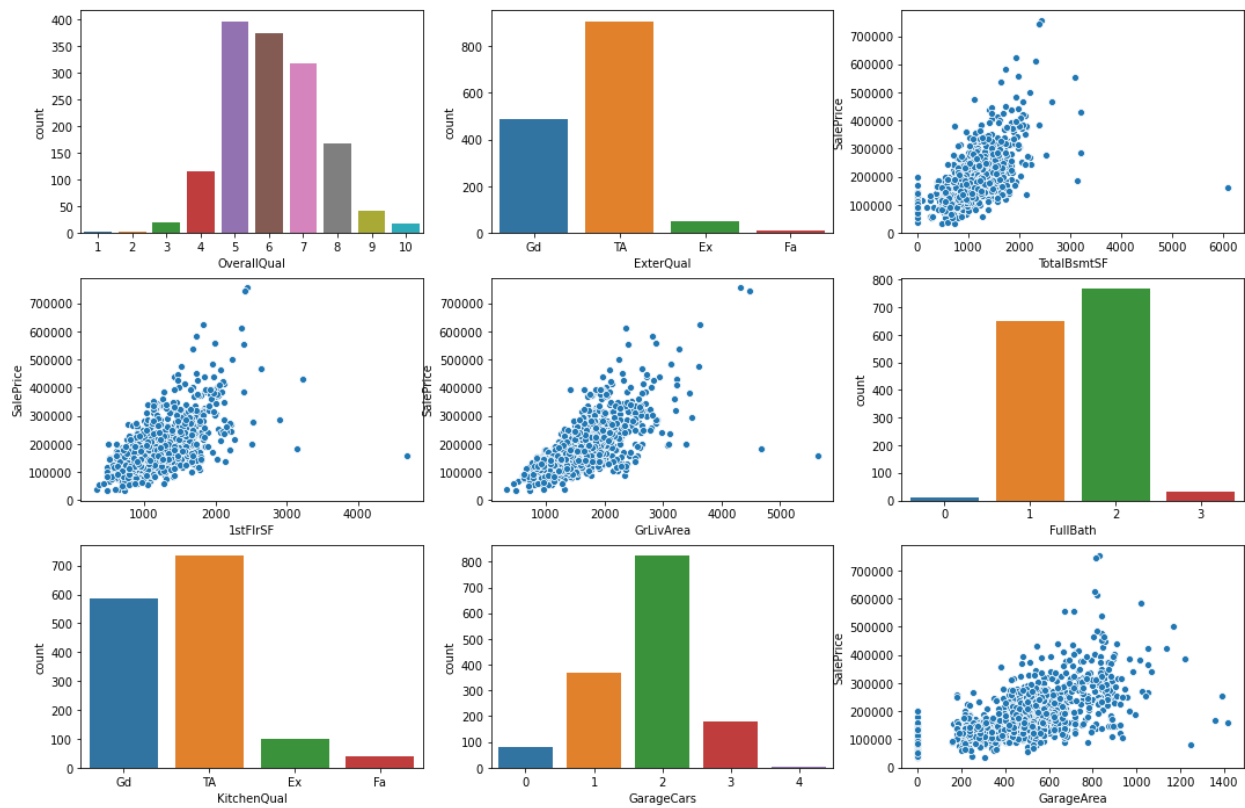 400
350
300
250
200
150
100
50
0
count
1 2 3 4 5 6 7 8 9 10
OverallQual
800
600
400
200
0
count
Gd TA Ex Fa
ExterQual
700000
600000
500000
400000
300000
200000
100000
0
SalePrice
0 1000 2000 3000 4000 5000 6000
TotalBsmtSF
700000
600000
500000
400000
300000
200000
100000
0
SalePrice
1000 2000 3000 4000
1stFlrSF
700000
600000
500000
400000
300000
200000
100000
0
SalePrice
1000 2000 3000 4000 5000
GrLivArea
800
700
600
500
400
300
200
100
0
count
0 1 2 3
FullBath
700
600
500
400
300
200
100
0
count
Gd TA Ex Fa
KitchenQual
800
700
600
500
400
300
200
100
0
count
0 1 2 3 4
GarageCars
700000
600000
500000
400000
300000
200000
100000
0
SalePrice
0 200 400 600 800 1000 1200 1400
GarageArea